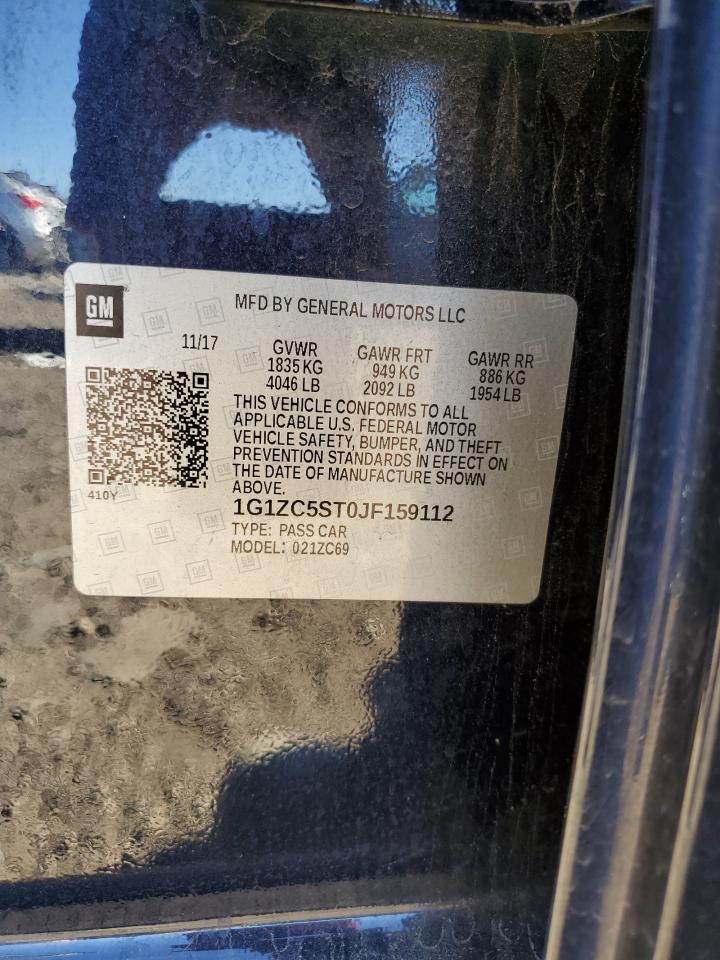 GM
MFD BY GENERAL MOTORS LLC
11/17
GVWR
1835 KG
4046 LB
GAWR FRT
949 KG
2092 LB
GAWR RR
886 KG
1954 LB
THIS VEHICLE CONFORMS TO ALL
APPLICABLE U.S. FEDERAL MOTOR
VEHICLE SAFETY, BUMPER, AND THEFT
PREVENTION STANDARDS IN EFFECT ON
THE DATE OF MANUFACTURE SHOWN
ABOVE.
410Y
1G1ZC5ST0JF159112
TYPE: PASS CAR
MODEL: 021ZC69